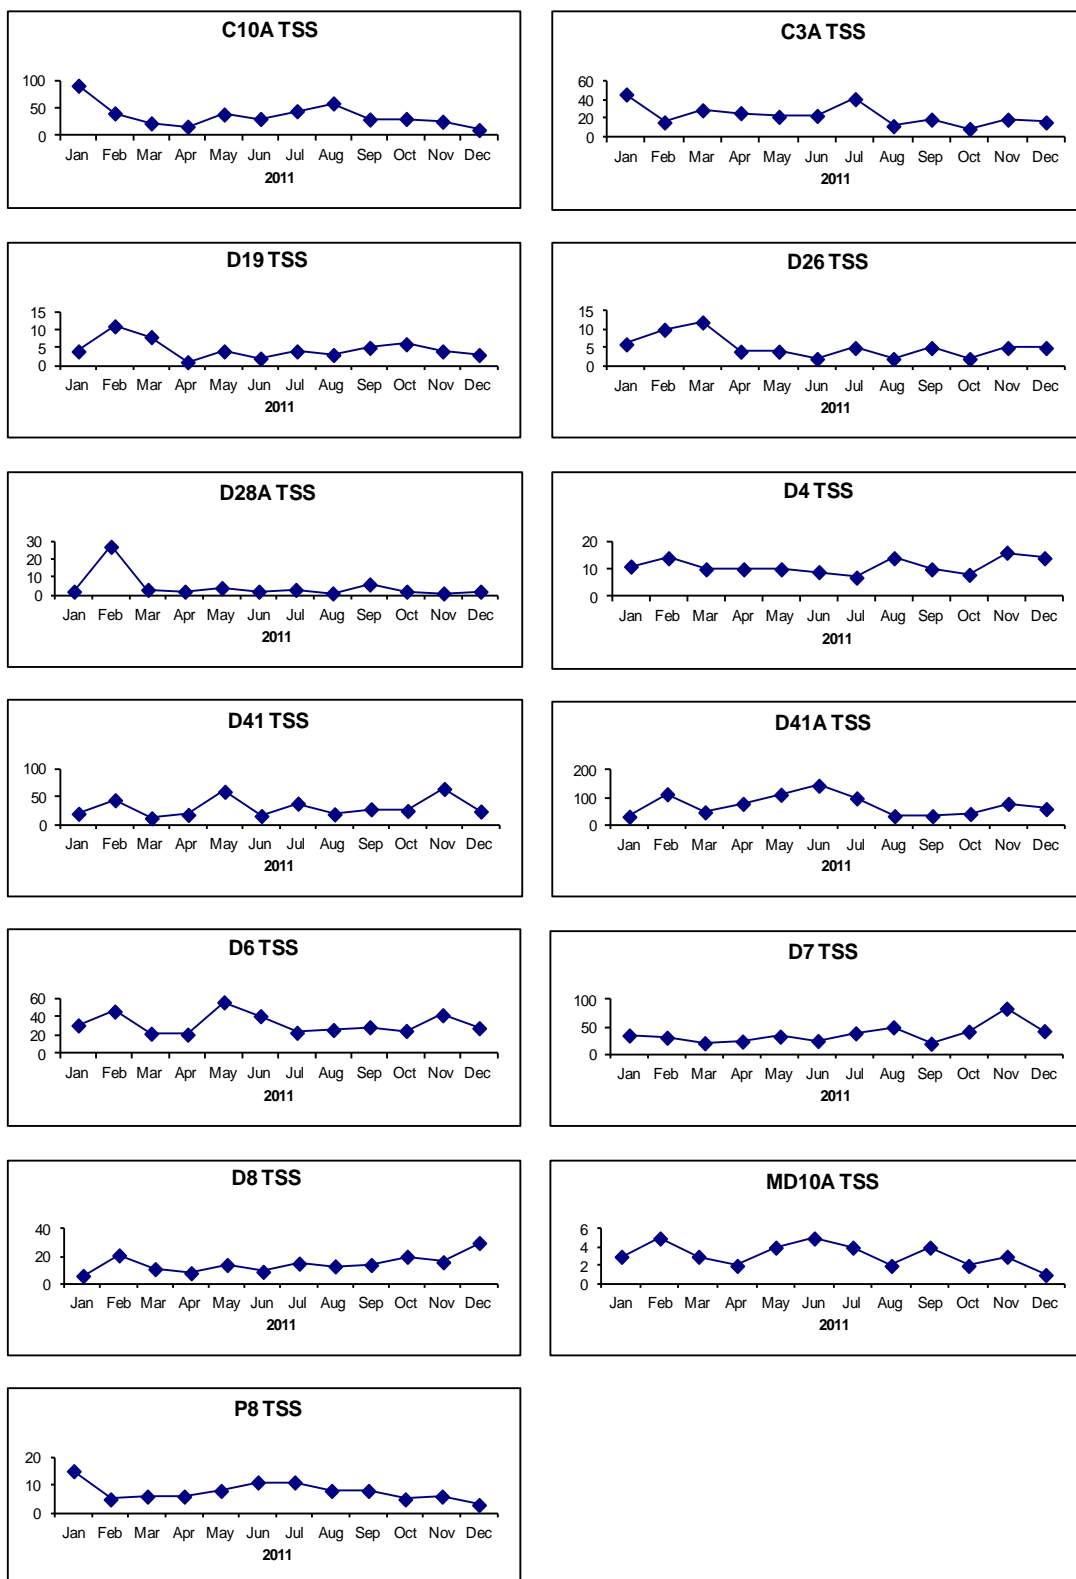 C10A TSS
100
50
0
Jan Feb Mar Apr May Jun Jul Aug Sep Oct Nov Dec
2011
C3A TSS
60
40
20
0
Jan Feb Mar Apr May Jun Jul Aug Sep Oct Nov Dec
2011
D19 TSS
15
10
5
0
Jan Feb Mar Apr May Jun Jul Aug Sep Oct Nov Dec
2011
D26 TSS
15
10
5
0
Jan Feb Mar Apr May Jun Jul Aug Sep Oct Nov Dec
2011
D28A TSS
30
20
10
0
Jan Feb Mar Apr May Jun Jul Aug Sep Oct Nov Dec
2011
D4 TSS
20
10
0
Jan Feb Mar Apr May Jun Jul Aug Sep Oct Nov Dec
2011
D41 TSS
100
50
0
Jan Feb Mar Apr May Jun Jul Aug Sep Oct Nov Dec
2011
D41A TSS
200
100
0
Jan Feb Mar Apr May Jun Jul Aug Sep Oct Nov Dec
2011
D6 TSS
60
40
20
0
Jan Feb Mar Apr May Jun Jul Aug Sep Oct Nov Dec
2011
D7 TSS
100
50
0
Jan Feb Mar Apr May Jun Jul Aug Sep Oct Nov Dec
2011
D8 TSS
40
20
0
Jan Feb Mar Apr May Jun Jul Aug Sep Oct Nov Dec
2011
MD10A TSS
6
4
2
0
Jan Feb Mar Apr May Jun Jul Aug Sep Oct Nov Dec
2011
P8 TSS
20
10
0
Jan Feb Mar Apr May Jun Jul Aug Sep Oct Nov Dec
2011